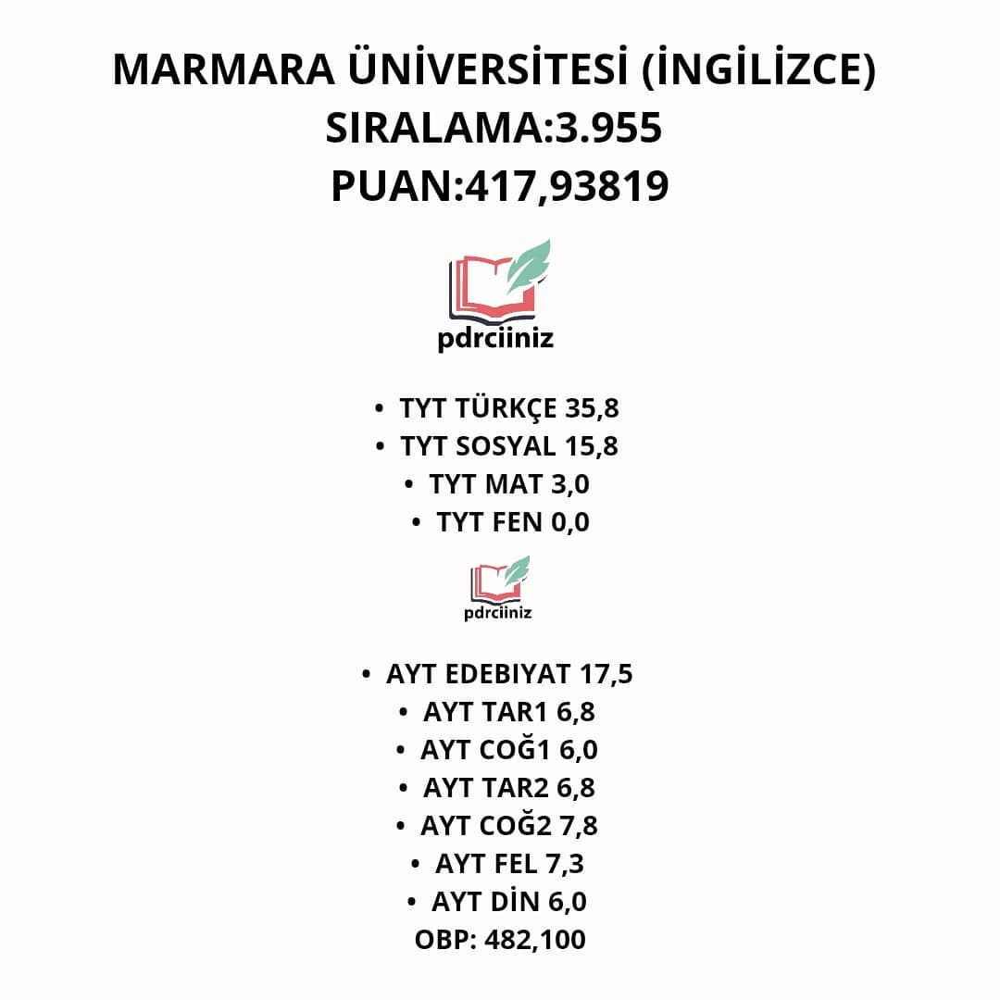 MARMARA ÜNİVERSİTESİ (İNGİLİZCE)
SIRALAMA:3.955
PUAN:417,93819
pdrciiniz
• TYT TÜRKÇE 35,8
• TYT SOSYAL 15,8
• TYT MAT 3,0
• TYT FEN 0,0
pdrciiniz
• AYT EDEBIYAT 17,5
• AYT TAR1 6,8
• AYT COĞ1 6,0
• AYT TAR2 6,8
• AYT COĞ2 7,8
• AYT FEL 7,3
• AYT DİN 6,0
OBP: 482,100